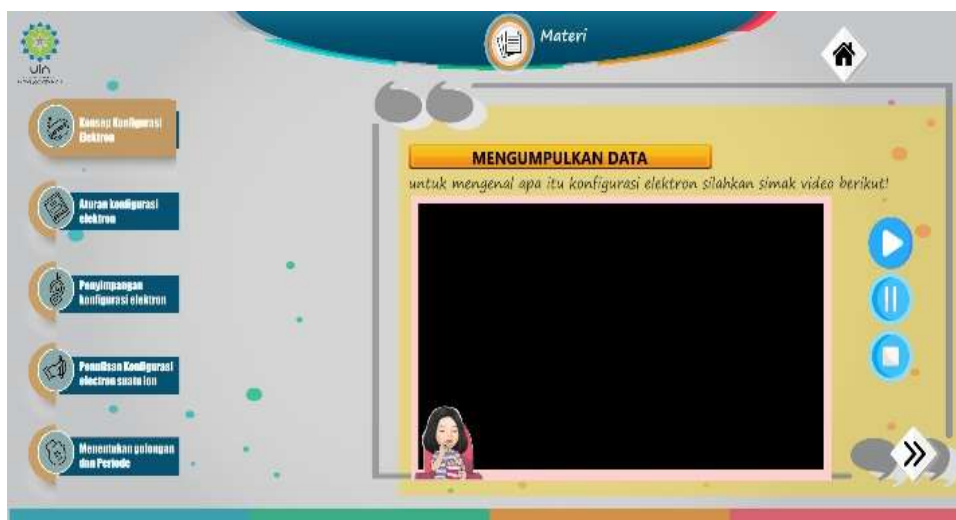 Materi
uin
Konsep Konfigurasi
Elektron
Aturan konfigurasi
elektron
Penyimpangan
konfigurasi elektron
Penulisan Konfigurasi
electron suatu ion
Menentukan golongan
dan Periode
MENGUMPULKAN DATA
untuk mengenal apa itu konfigurasi elektron silahkan simak video berikut!